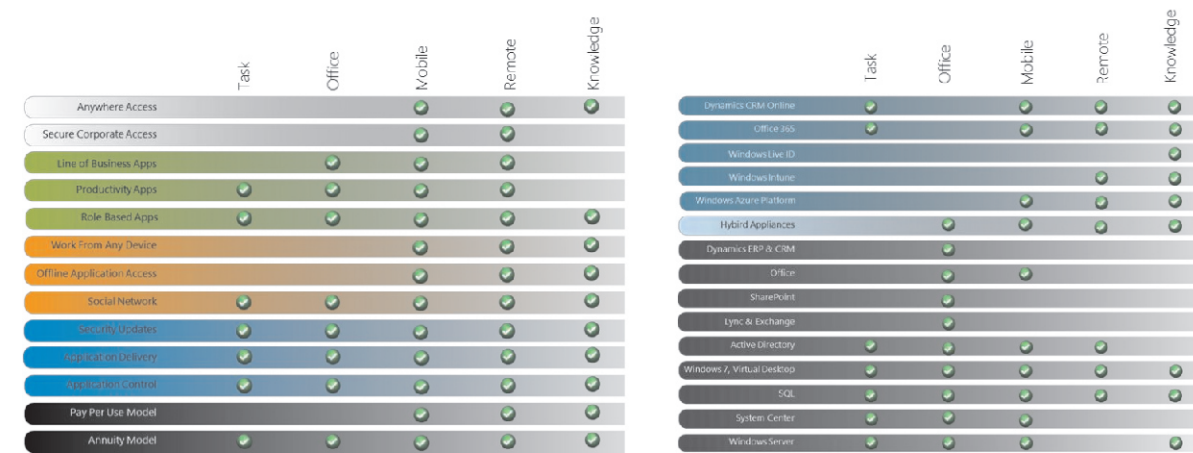 Task
Office
Mobile
Remote
Knowledge
Anywhere Access
Secure Corporate Access
Line of Business Apps
Productivity Apps
Role Based Apps
Work From Any Device
Offline Application Access
Social Network
Security Updates
Application Delivery
Application Control
Pay Per Use Model
Annuity Model
Task
Office
Mobile
Remote
Knowledge
Dynamics CRM Online
Office 365
Windows Live ID
Windows Intune
Windows Azure Platform
Hybird Appliances
Dynamics ERP & CRM
Office
SharePoint
Lync & Exchange
Active Directory
Windows 7, Virtual Desktop
SQL
System Center
Windows Server